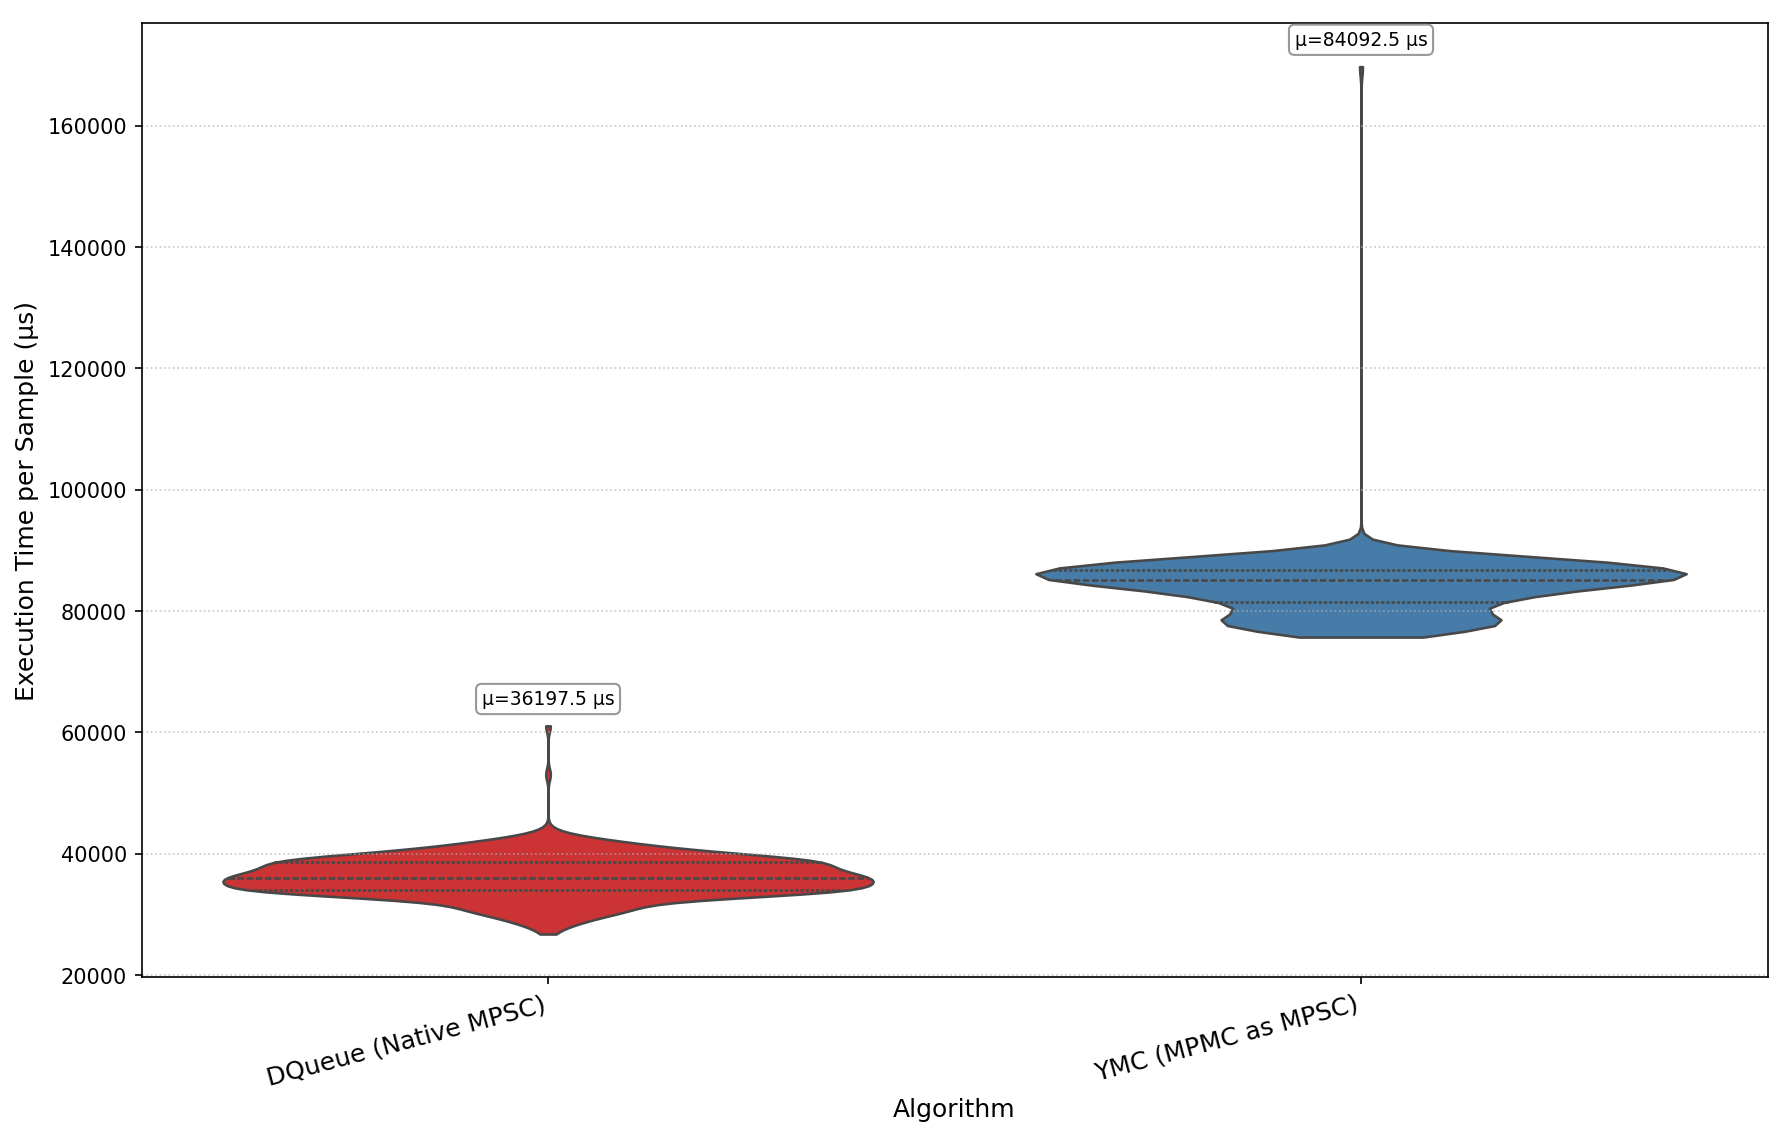 μ=84092.5 μs
160000
140000
120000
100000
80000
60000
40000
20000
Execution Time per Sample (μs)
μ=36197.5 μs
DQueue (Native MPSC)
YMC (MPMC as MPSC)
Algorithm